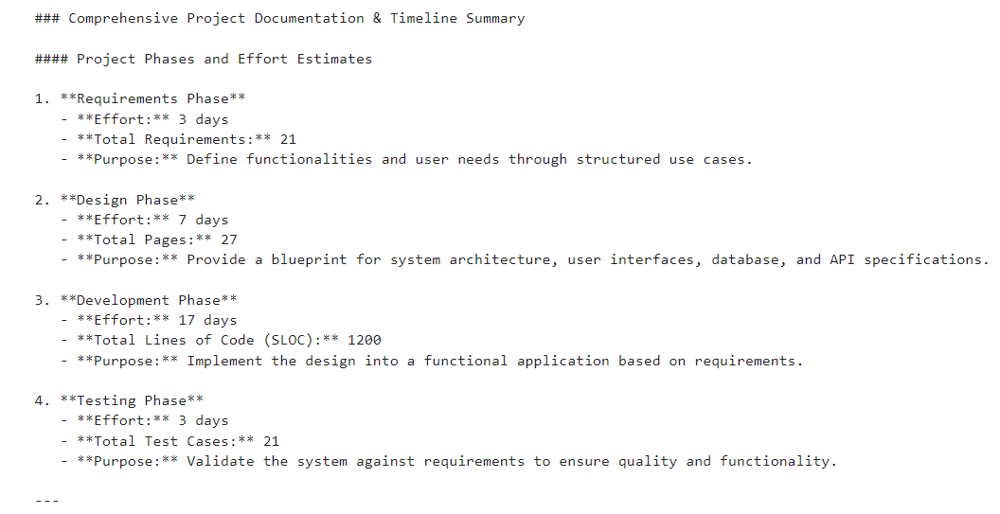 ### Comprehensive Project Documentation & Timeline Summary
#### Project Phases and Effort Estimates
1. **Requirements Phase**
- **Effort:** 3 days
- **Total Requirements:** 21
- **Purpose:** Define functionalities and user needs through structured use cases.
2. **Design Phase**
- **Effort:** 7 days
- **Total Pages:** 27
- **Purpose:** Provide a blueprint for system architecture, user interfaces, database, and API specifications.
3. **Development Phase**
- **Effort:** 17 days
- **Total Lines of Code (SLOC):** 1200
- **Purpose:** Implement the design into a functional application based on requirements.
4. **Testing Phase**
- **Effort:** 3 days
- **Total Test Cases:** 21
- **Purpose:** Validate the system against requirements to ensure quality and functionality.
---